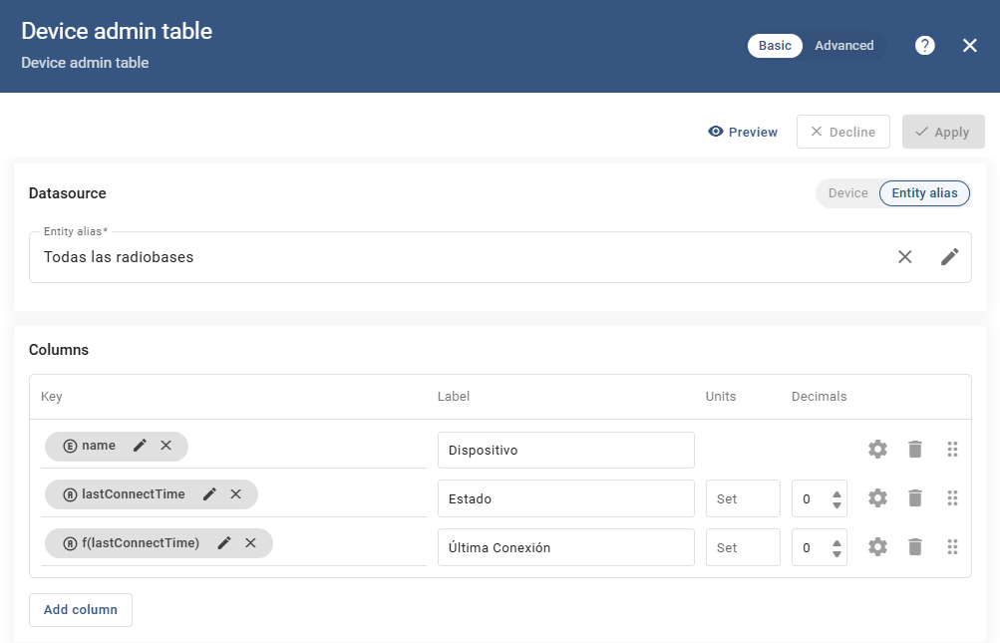 Device admin table
Device admin table
Basic Advanced ?
Preview Decline Apply
Datasource
Device Entity alias
Entity alias*
Todas las radiobases
Columns
Key Label Units Decimals
E name Dispositivo
A lastConnectTime Estado Set 0
A f(lastConnectTime) Última Conexión Set 0
Add column